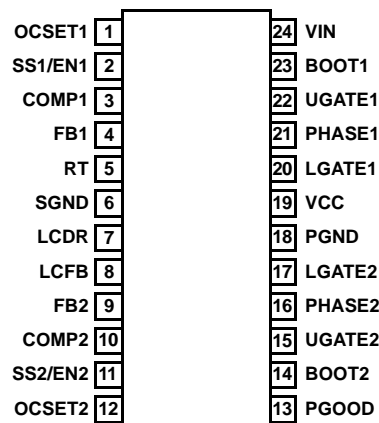 OCSET1 1 24 VIN
SS1/EN1 2 23 BOOT1
COMP1 3 22 UGATE1
FB1 4 21 PHASE1
RT 5 20 LGATE1
SGND 6 19 VCC
LCDR 7 18 PGND
LCFB 8 17 LGATE2
FB2 9 16 PHASE2
COMP2 10 15 UGATE2
SS2/EN2 11 14 BOOT2
OCSET2 12 13 PGOOD